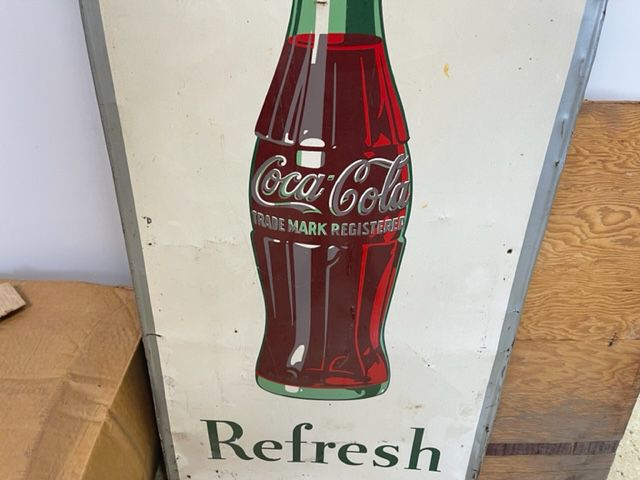 Coca-Cola
TRADE MARK REGISTERED
Refresh